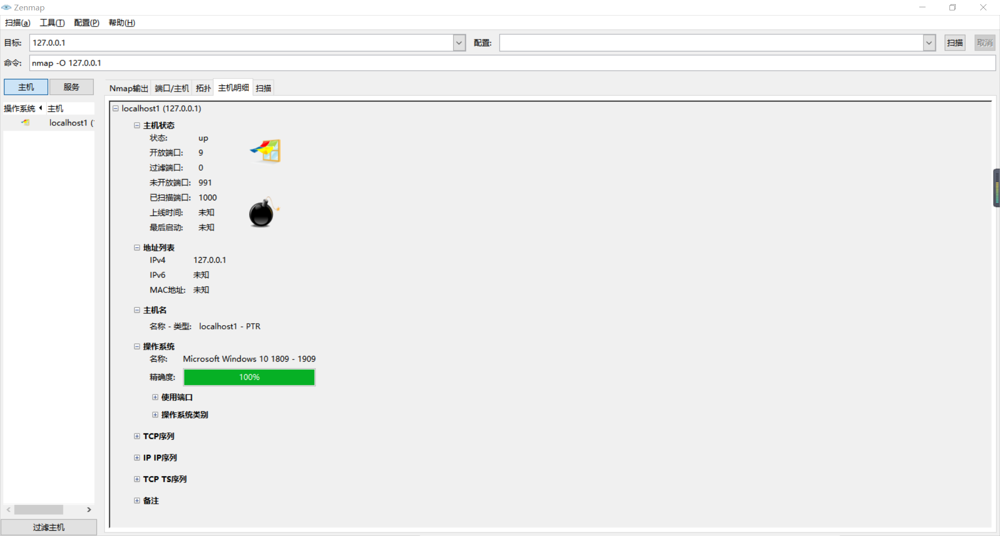 Zenmap
扫描(a) 工具(T) 配置(P) 帮助(H)
目标: 127.0.0.1 配置: 扫描 取消
命令: nmap -O 127.0.0.1
主机 服务
Nmap输出 端口/主机 拓扑 主机明细 扫描
操作系统 主机
localhost1 (
localhost1 (127.0.0.1)
主机状态
状态: up
开放端口: 9
过滤端口: 0
未开放端口: 991
已扫描端口: 1000
上线时间: 未知
最后启动: 未知
地址列表
IPv4 127.0.0.1
IPv6 未知
MAC地址: 未知
主机名
名称 - 类型: localhost1 - PTR
操作系统
名称: Microsoft Windows 10 1809 - 1909
精确度: 100%
使用端口
操作系统类别
TCP序列
IP IP序列
TCP TS序列
备注
过滤主机